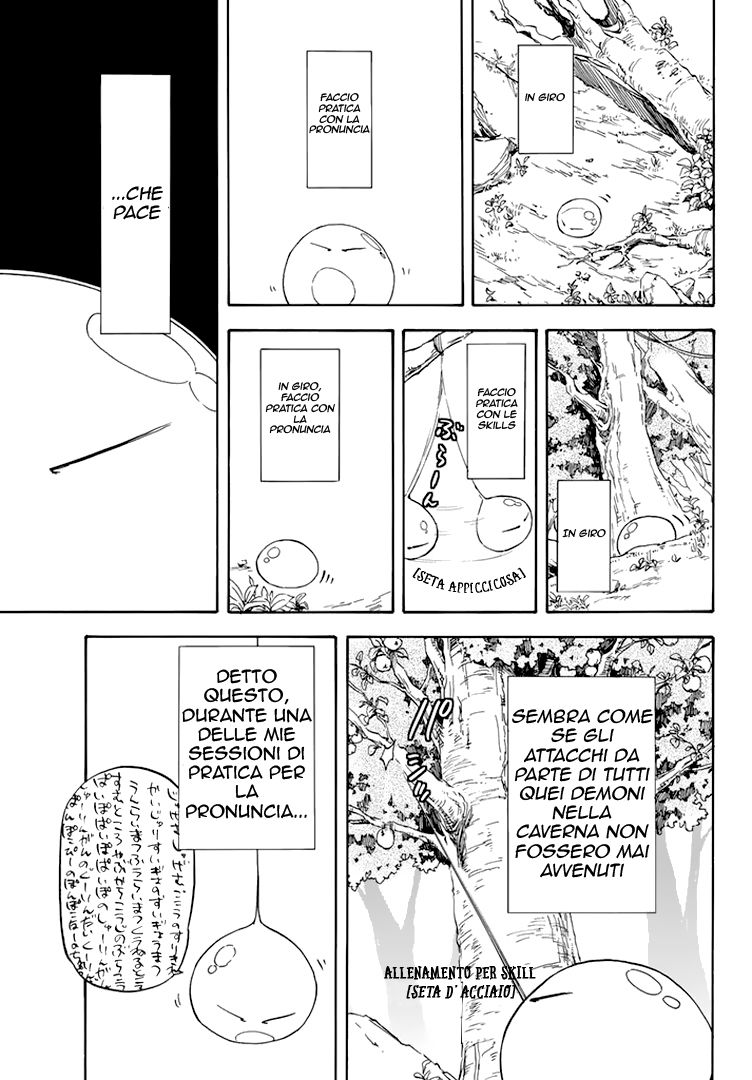 IN GIRO
FACCIO
PRATICA
CON LA
PRONUNCIA
...CHE
PACE
IN GIRO
FACCIO
PRATICA
CON LE
SKILLS
ぶらーん
[SETA APPICCICOSA]
IN GIRO,
FACCIO
PRATICA CON
LA
PRONUNCIA
SEMBRA COME
SE GLI
ATTACCHI DA
PARTE DI TUTTI
QUEI DEMONI
NELLA
CAVERNA NON
FOSSERO MAI
AVVENUTI
ALLENAMENTO PER SKILL
[SETA D'ACCIAIO]
DETTO
QUESTO,
DURANTE UNA
DELLE MIE
SESSIONI DI
PRATICA PER
LA
PRONUNCIA...